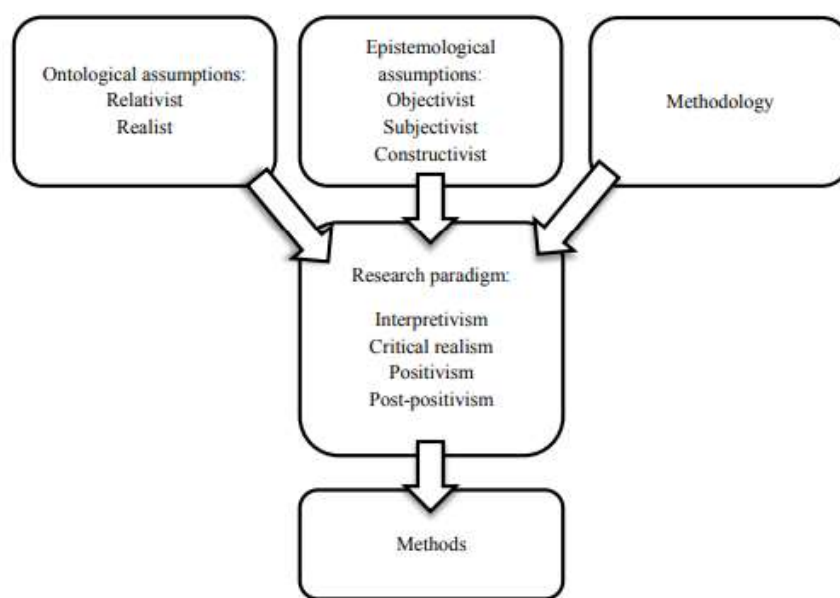 Ontological assumptions:
Relativist
Realist
Epistemological
assumptions:
Objectivist
Subjectivist
Constructivist
Methodology
Research paradigm:
Interpretivism
Critical realism
Positivism
Post-positivism
Methods